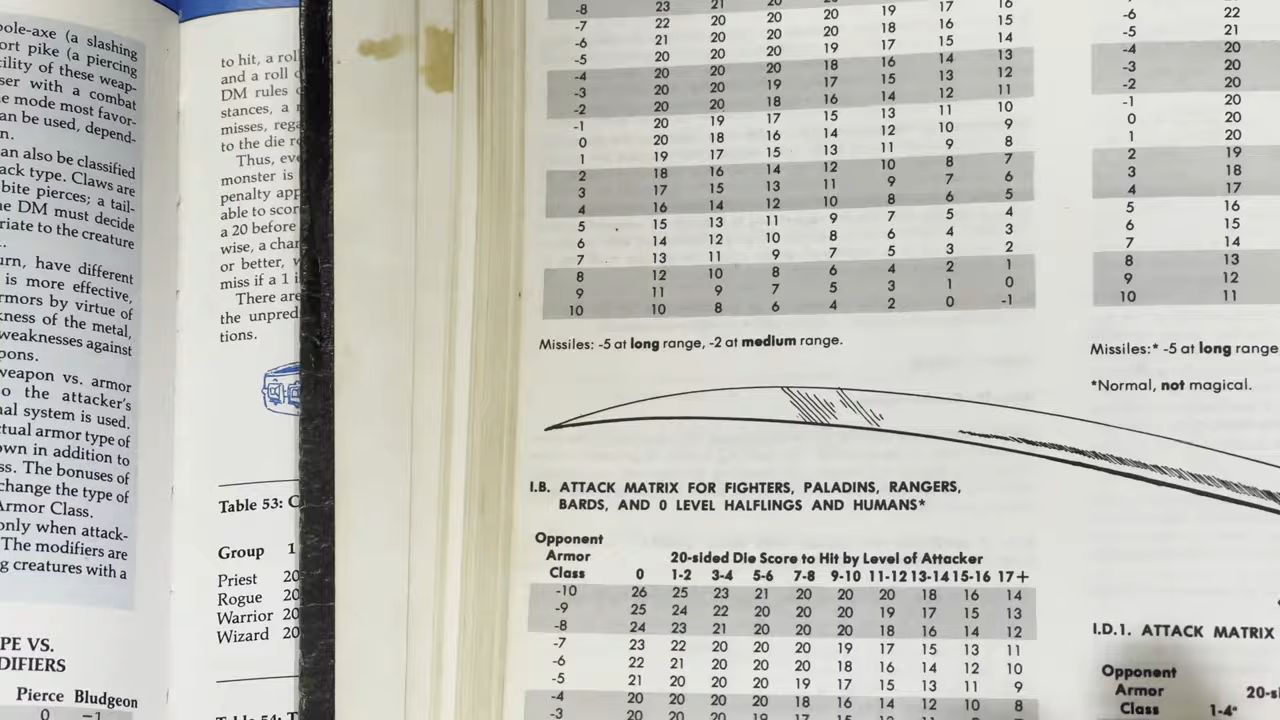 pole-axe (a slashing
ort pike (a piercing
cility of these weap-
ser with a combat
e mode most favor-
an be used, depend-
n.
an also be classified
ack type. Claws are
bite pierces; a tail-
ne DM must decide
riate to the creature
urn, have different
is more effective,
rmors by virtue of
kness of the metal,
weaknesses against
pons.
weapon vs. armor
o the attacker's
nal system is used.
ctual armor type of
own in addition to
ss. The bonuses of
change the type of
Armor Class.
only when attack-
The modifiers are
g creatures with a
PE VS.
DIFIERS
Pierce Bludgeon
0 -1
to hit, a rol
and a roll
DM rules
stances, a
misses, rega
to the die r
Thus, eve
monster is
penalty app
able to scor
a 20 before
wise, a char
or better, w
miss if a 1 i
There are
the unpred
tions.
Table 53: C
Group 1
Priest 20
Rogue 20
Warrior 20
Wizard 20
Table 54: T
-8 23 21 20 20 19 17 16
-7 22 20 20 20 18 16 15
-6 21 20 20 19 17 15 14
-5 20 20 20 18 16 14 13
-4 20 20 20 17 15 13 12
-3 20 20 19 16 14 12 11
-2 20 20 18 15 13 11 10
-1 20 19 17 14 12 10 9
0 20 18 16 13 11 9 8
1 19 17 15 12 10 8 7
2 18 16 14 11 9 7 6
3 17 15 13 10 8 6 5
4 16 14 12 9 7 5 4
5 15 13 11 8 6 4 3
6 14 12 10 7 5 3 2
7 13 11 9 6 4 2 1
8 12 10 8 6 4 2 1
9 11 9 7 5 3 1 0
10 10 8 6 4 2 0 -1
Missiles: -5 at long range, -2 at medium range.
I.B. ATTACK MATRIX FOR FIGHTERS, PALADINS, RANGERS,
BARDS, AND 0 LEVEL HALFLINGS AND HUMANS*
Opponent
Armor 20-sided Die Score to Hit by Level of Attacker
Class 0 1-2 3-4 5-6 7-8 9-10 11-12 13-14 15-16 17+
-10 26 25 23 21 20 20 20 18 16 14
-9 25 24 22 20 20 20 19 17 15 13
-8 24 23 21 20 20 20 18 16 14 12
-7 23 22 20 20 20 19 17 15 13 11
-6 22 21 20 20 20 18 16 14 12 10
-5 21 20 20 20 19 17 15 13 11 9
-4 20 20 20 20 18 16 14 12 10 8
-3 20 20 20 19 17
-6 22
-5 21
-4 20
-3 20
-2 20
-1 20
0 20
1 20
2 19
3 18
4 17
5 16
6 15
7 14
8 13
9 12
10 11
Missiles:* -5 at long range
*Normal, not magical.
I.D.1. ATTACK MATRIX
Opponent
Armor 20-si
Class 1-4*